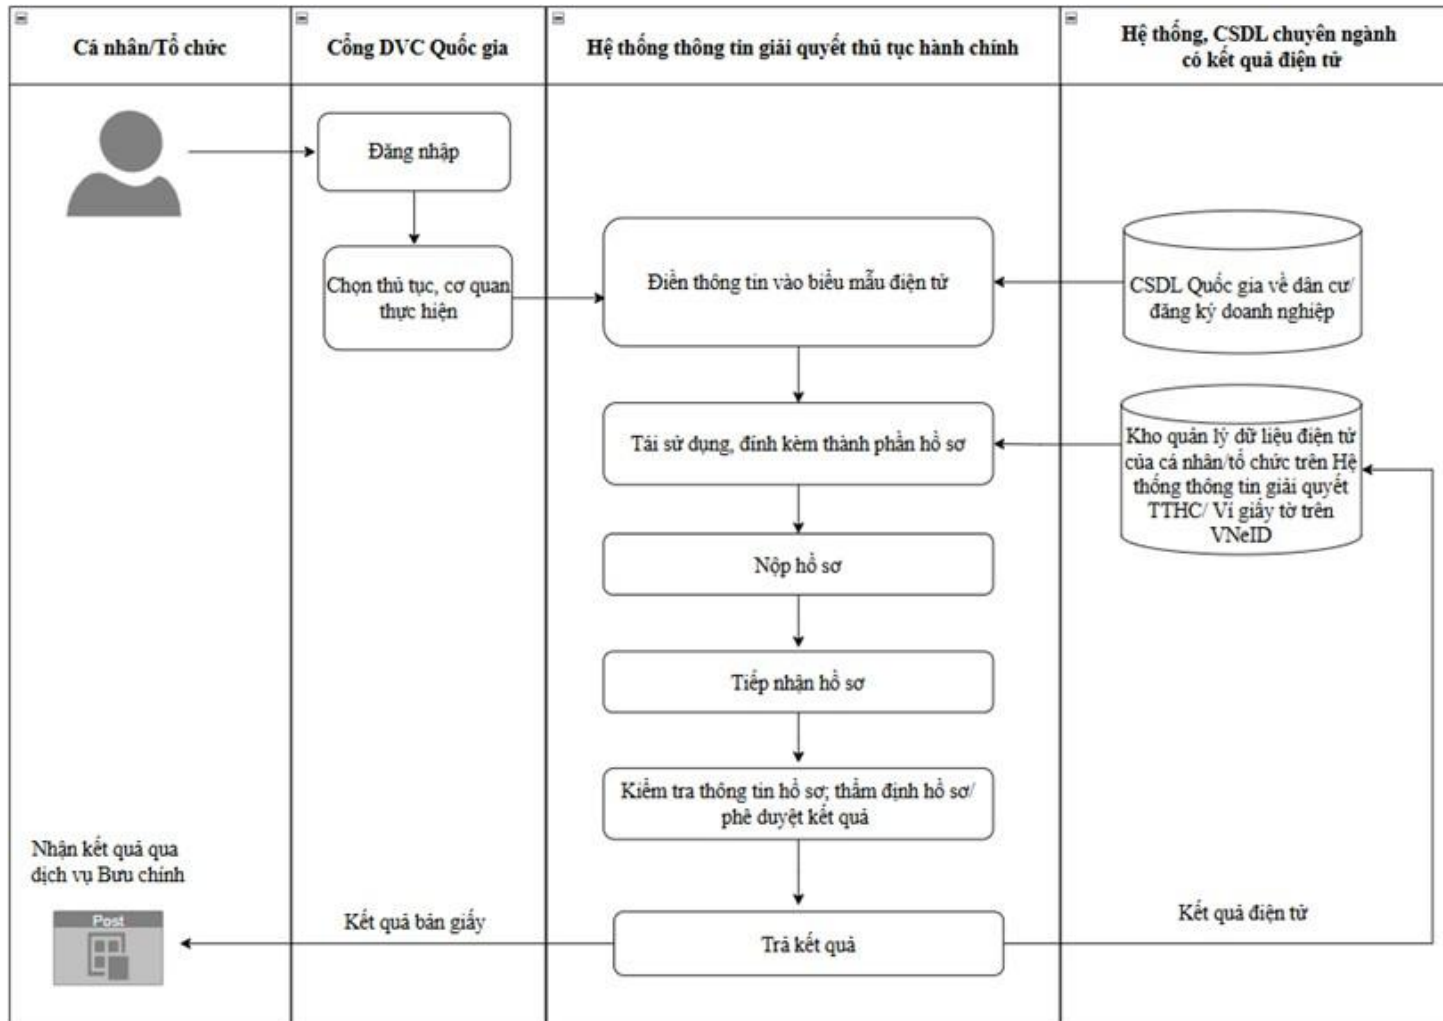 Cá nhân/Tổ chức
Cổng DVC Quốc gia
Hệ thống thông tin giải quyết thủ tục hành chính
Hệ thống, CSDL chuyên ngành
có kết quả điện tử
Đăng nhập
Chọn thủ tục, cơ quan
thực hiện
Điền thông tin vào biểu mẫu điện tử
CSDL Quốc gia về dân cư/
đăng ký doanh nghiệp
Tái sử dụng, đính kèm thành phần hồ sơ
Kho quản lý dữ liệu điện tử
của cá nhân/tổ chức trên Hệ
thống thông tin giải quyết
TTHC/ Ví giấy tờ trên
VNeID
Nộp hồ sơ
Tiếp nhận hồ sơ
Kiểm tra thông tin hồ sơ; thẩm định hồ sơ/
phê duyệt kết quả
Nhận kết quả qua
dịch vụ Bưu chính
Post
Kết quả bản giấy
Trả kết quả
Kết quả điện tử